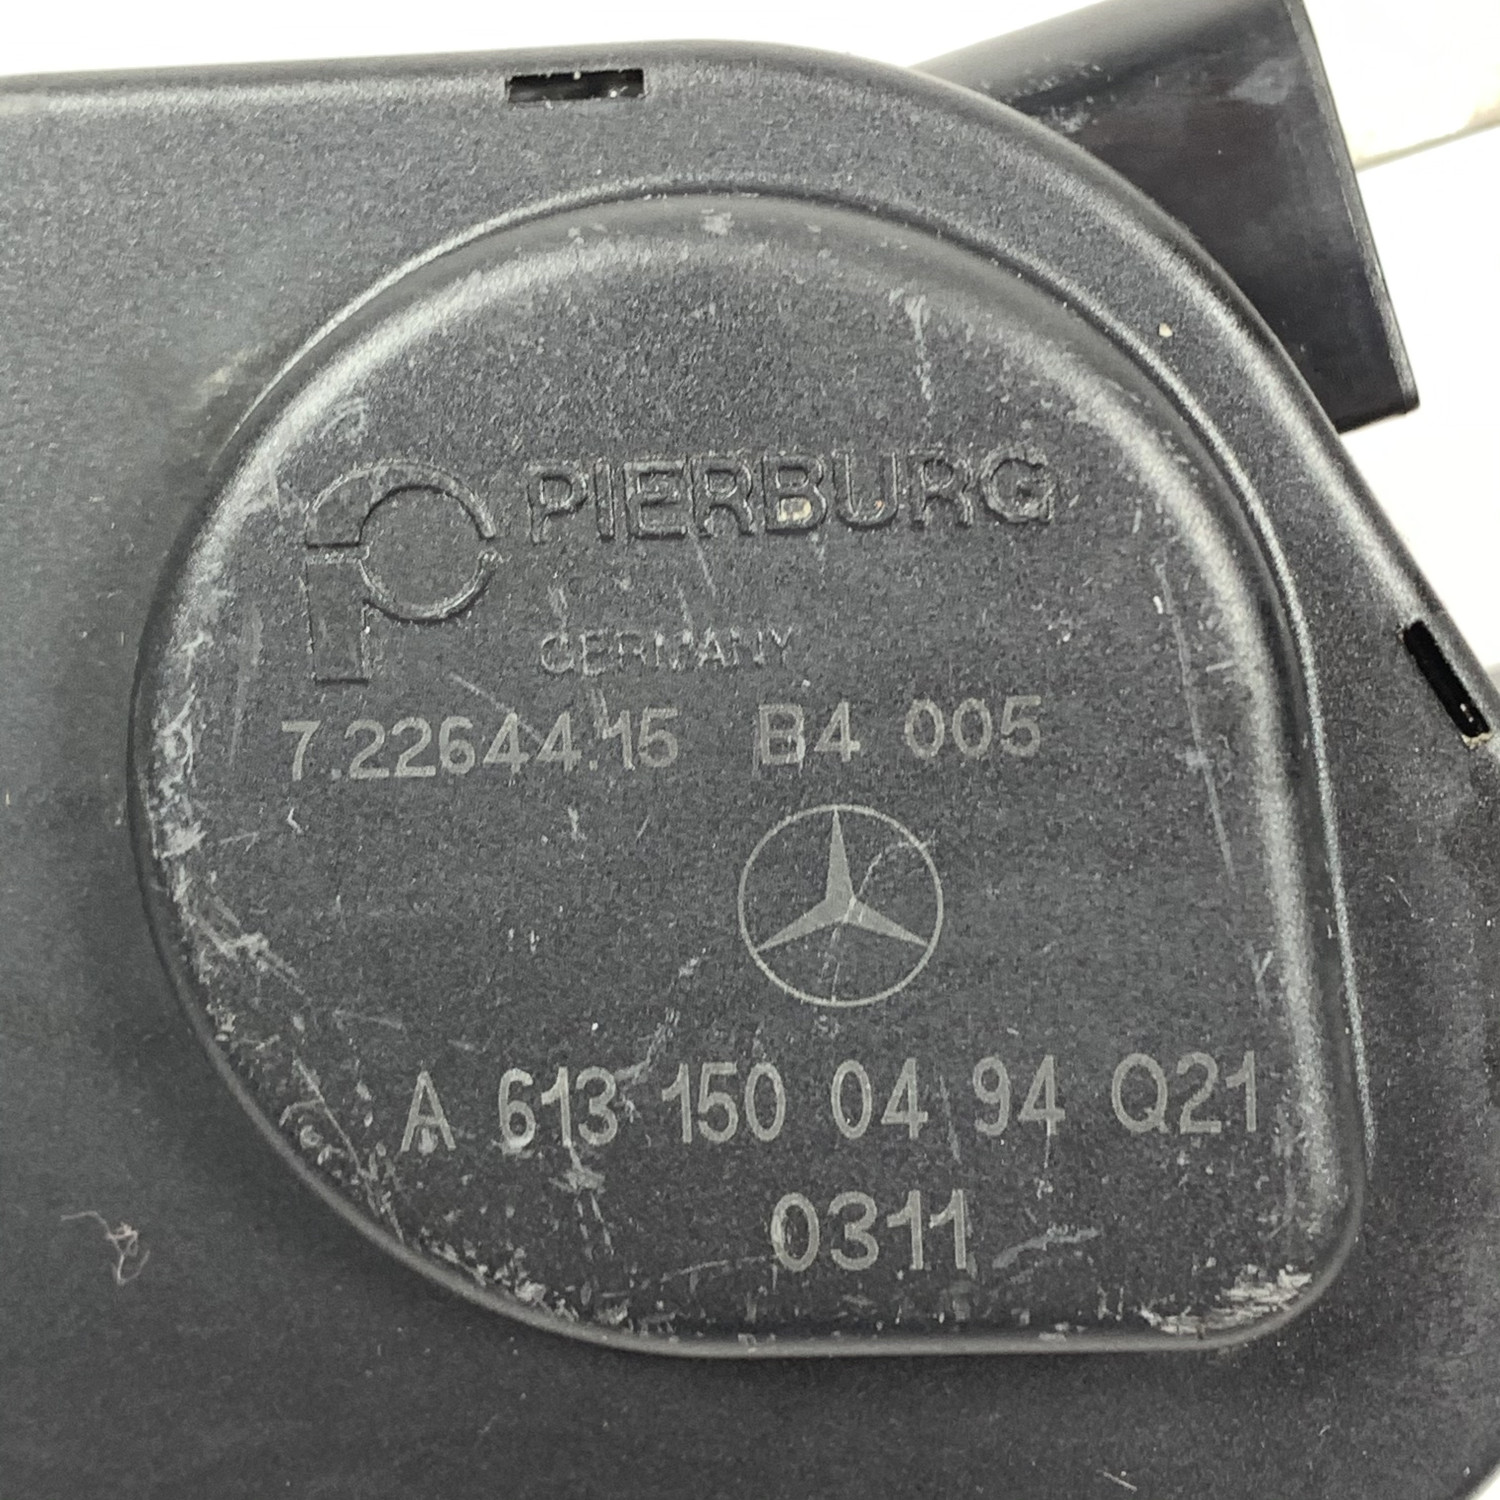 PIERBURG
GERMANY
7.22644.15 B4 005
A 613 150 04 94 Q21
0311